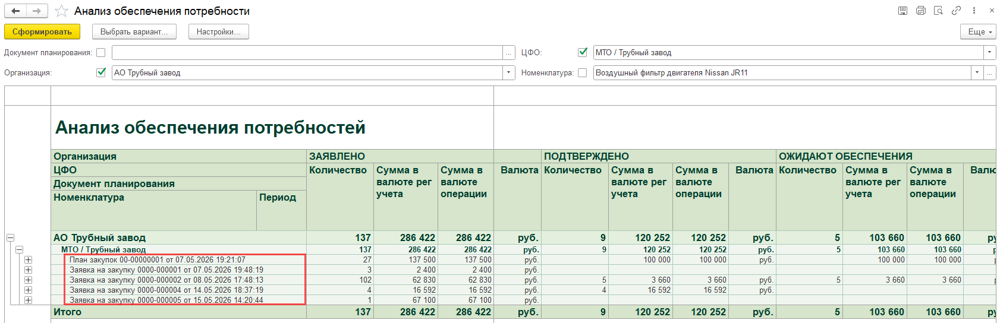 Анализ обеспечения потребности
Сформировать Выбрать вариант... Настройки... Еще
Документ планирования: ... ЦФО: МТО / Трубный завод
Организация: АО Трубный завод Номенклатура: Воздушный фильтр двигателя Nissan JR11 ...
Анализ обеспечения потребностей
Организация ЗАЯВЛЕНО ПОДТВЕРЖДЕНО ОЖИДАЮТ ОБЕСПЕЧЕНИЯ
ЦФО Количество Сумма в валюте рег учета Сумма в валюте операции Валюта Количество Сумма в валюте рег учета Сумма в валюте операции Валюта Количество Сумма в валюте рег учета Сумма в валюте операции
Документ планирования
Номенклатура Период
АО Трубный завод 137 286 422 286 422 руб. 9 120 252 120 252 руб. 5 103 660 103 660
МТО / Трубный завод 137 286 422 286 422 руб. 9 120 252 120 252 руб. 5 103 660 103 660
План закупок 00-00000001 от 07.05.2026 19:21:07 27 137 500 137 500 руб. 100 000 100 000 руб. 100 000 100 000
Заявка на закупку 0000-000001 от 07.05.2026 19:48:19 3 2 400 2 400 руб.
Заявка на закупку 0000-000002 от 08.05.2026 17:48:13 102 62 830 62 830 руб. 5 3 660 3 660 руб. 5 3 660 3 660
Заявка на закупку 0000-000004 от 14.05.2026 18:37:19 4 16 592 16 592 руб. 4 16 592 16 592 руб.
Заявка на закупку 0000-000005 от 15.05.2026 14:20:44 1 67 100 67 100 руб.
Итого 137 286 422 286 422 руб. 9 120 252 120 252 руб. 5 103 660 103 660